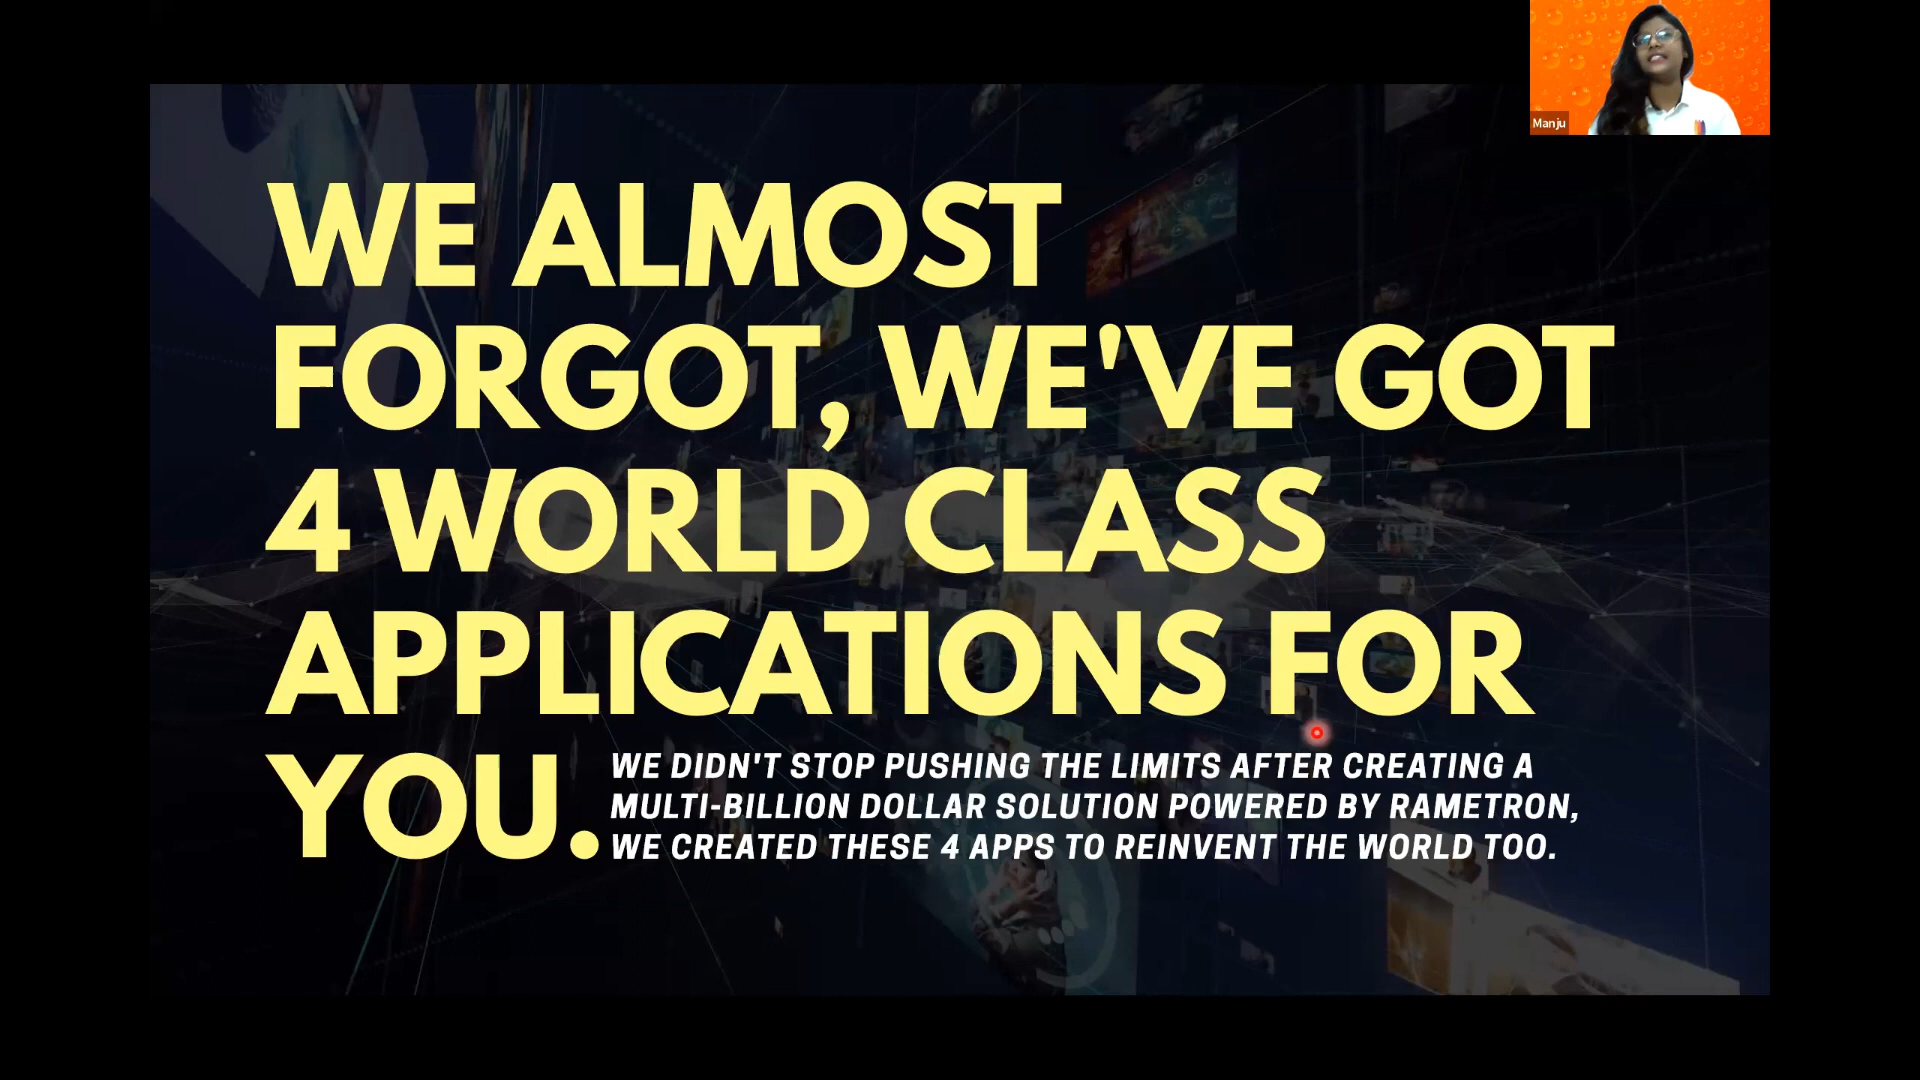 Manju
WE ALMOST
FORGOT, WE'VE GOT
4 WORLD CLASS
APPLICATIONS FOR
YOU.
WE DIDN'T STOP PUSHING THE LIMITS AFTER CREATING A
MULTI-BILLION DOLLAR SOLUTION POWERED BY RAMETRON,
WE CREATED THESE 4 APPS TO REINVENT THE WORLD TOO.